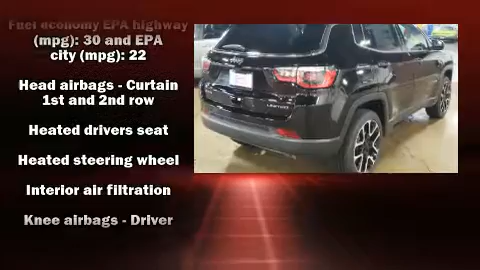 Fuel economy EPA highway
(mpg): 30 and EPA
city (mpg): 22
Head airbags - Curtain
1st and 2nd row
Heated drivers seat
Heated steering wheel
Interior air filtration
Knee airbags - Driver
LIMITED